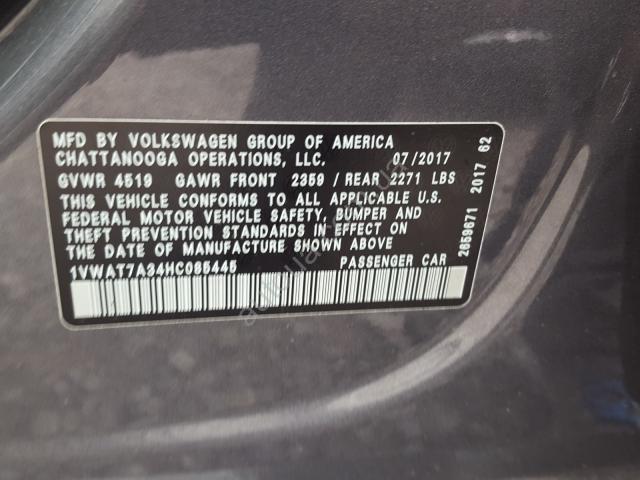 MFD BY VOLKSWAGEN GROUP OF AMERICA
CHATTANOOGA OPERATIONS, LLC. 07/2017
GVWR 4519 GAWR FRONT 2359 / REAR 2271 LBS
THIS VEHICLE CONFORMS TO ALL APPLICABLE U.S.
FEDERAL MOTOR VEHICLE SAFETY, BUMPER AND
THEFT PREVENTION STANDARDS IN EFFECT ON
THE DATE OF MANUFACTURE SHOWN ABOVE
1VWAT7A34HC085445 PASSENGER CAR
2659671 2017 62